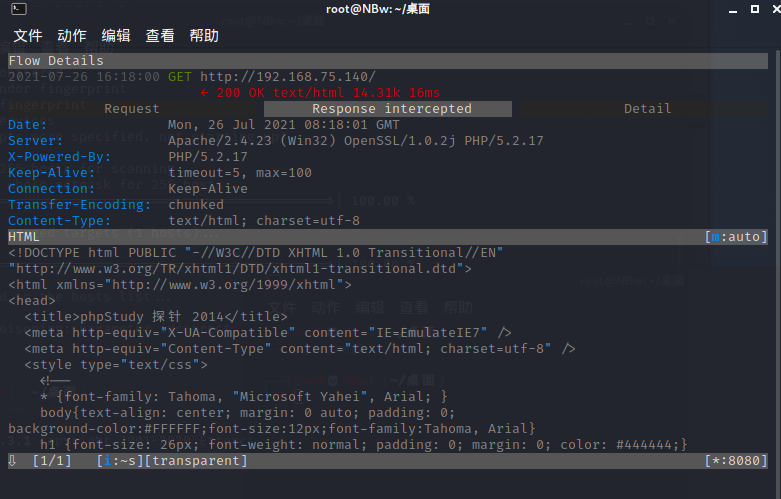 root@NBw:~/桌面
文件 动作 编辑 查看 帮助
Flow Details
2021-07-26 16:18:00 GET http://192.168.75.140/
← 200 OK text/html 14.31k 16ms
Request Response intercepted Detail
Date: Mon, 26 Jul 2021 08:18:01 GMT
Server: Apache/2.4.23 (Win32) OpenSSL/1.0.2j PHP/5.2.17
X-Powered-By: PHP/5.2.17
Keep-Alive: timeout=5, max=100
Connection: Keep-Alive
Transfer-Encoding: chunked
Content-Type: text/html; charset=utf-8
HTML [m:auto]
<!DOCTYPE html PUBLIC "-//W3C//DTD XHTML 1.0 Transitional//EN"
"http://www.w3.org/TR/xhtml1/DTD/xhtml1-transitional.dtd">
<html xmlns="http://www.w3.org/1999/xhtml">
<head>
<title>phpStudy 探针 2014</title>
<meta http-equiv="X-UA-Compatible" content="IE=EmulateIE7" />
<meta http-equiv="Content-Type" content="text/html; charset=utf-8" />
<style type="text/css">
<!--
* {font-family: Tahoma, "Microsoft Yahei", Arial; }
body{text-align: center; margin: 0 auto; padding: 0;
background-color:#FFFFFF;font-size:12px;font-family:Tahoma, Arial}
h1 {font-size: 26px; font-weight: normal; padding: 0; margin: 0; color: #444444;}
⇩ [1/1] [i:~s][transparent] [*:8080]